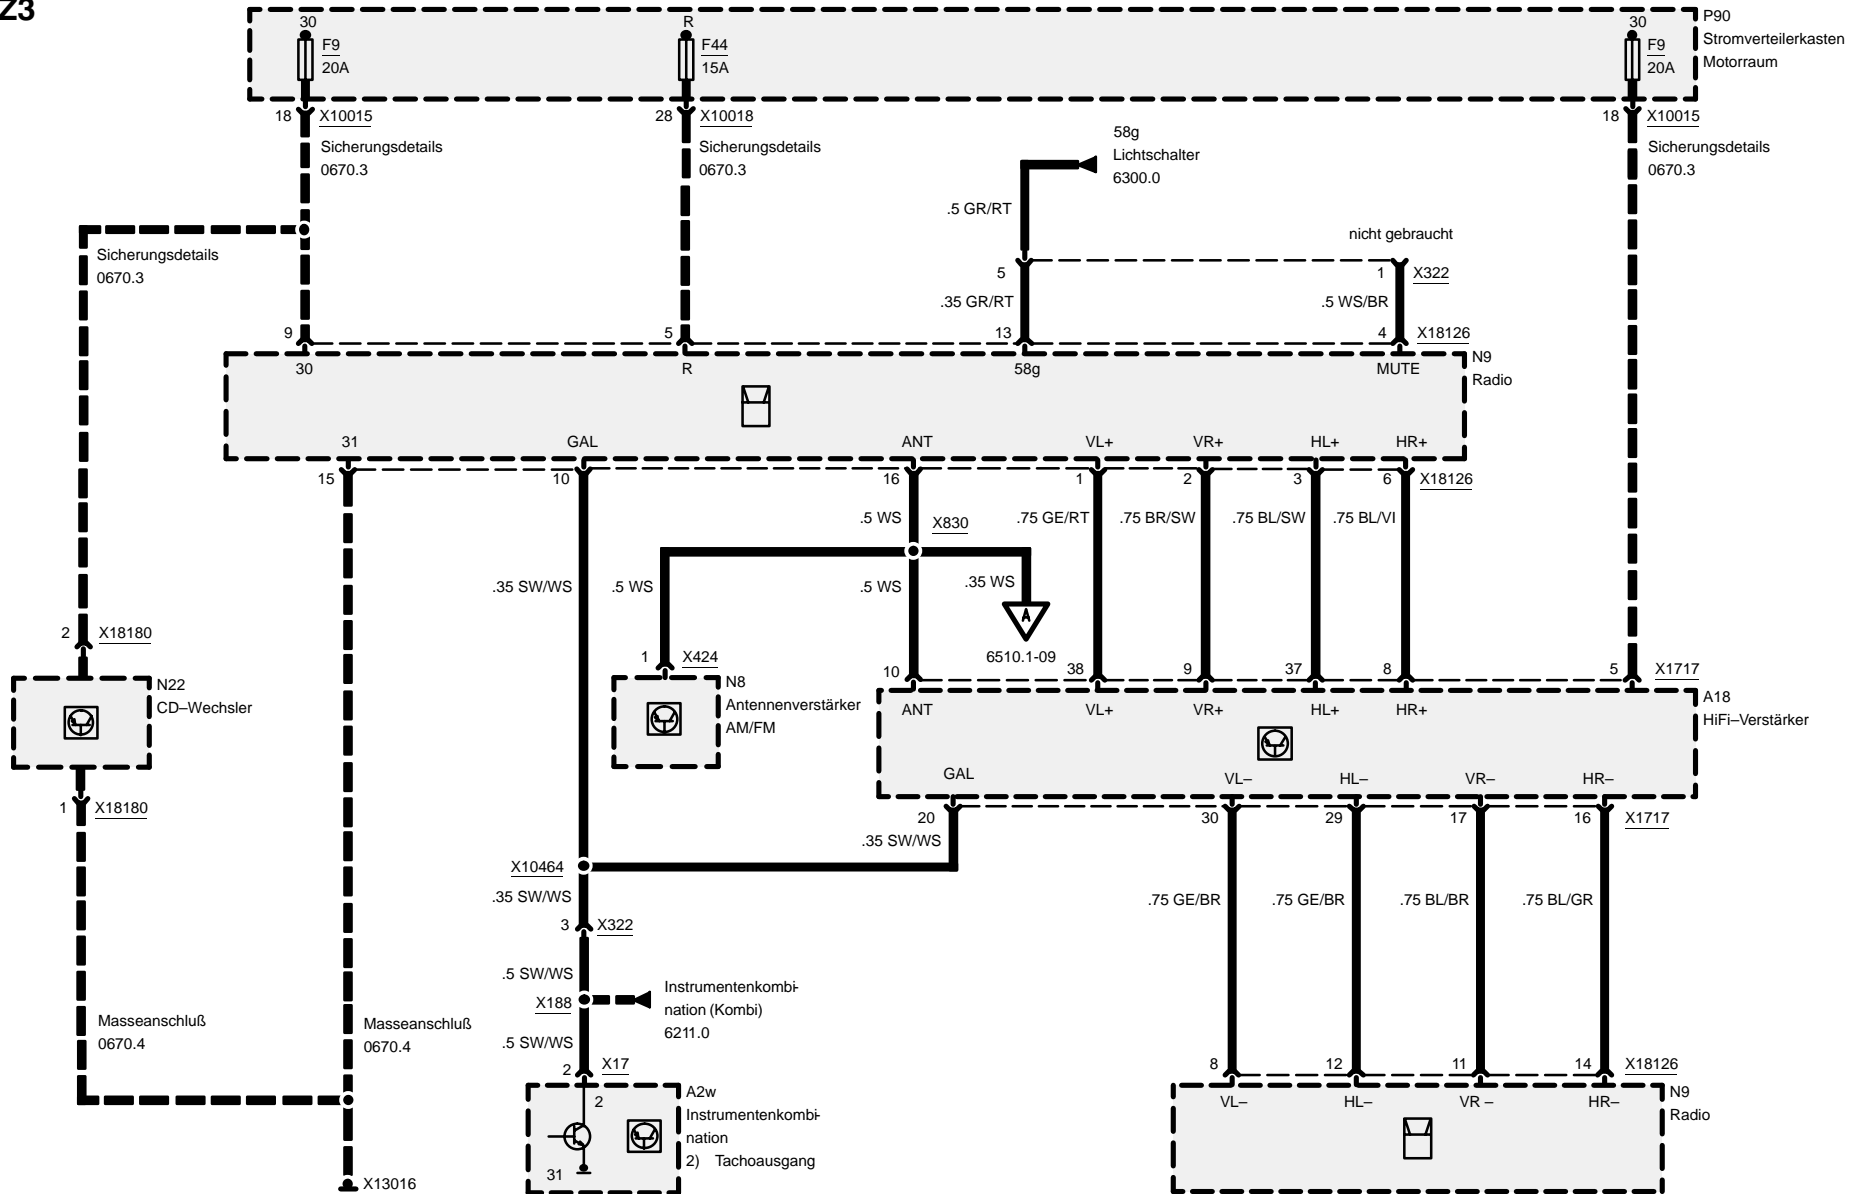 Z3
30
R
30
P90
Stromverteilerkasten
Motorraum
F9
20A
F44
15A
F9
20A
18 X10015
28 X10018
18 X10015
Sicherungsdetails
0670.3
Sicherungsdetails
0670.3
Sicherungsdetails
0670.3
58g
Lichtschalter
6300.0
.5 GR/RT
nicht gebraucht
Sicherungsdetails
0670.3
5
1 X322
.35 GR/RT
.5 WS/BR
9
5
13
4 X18126
30
R
58g
MUTE
N9
Radio
31
GAL
ANT
VL+
VR+
HL+
HR+
15
10
16
1
2
3
6 X18126
.5 WS
X830
.75 GE/RT
.75 BR/SW
.75 BL/SW
.75 BL/VI
.35 SW/WS
.5 WS
.5 WS
.35 WS
A
6510.1-09
2 X18180
1 X424
10
38
9
37
8
5 X1717
N22
CD–Wechsler
N8
Antennenverstärker
AM/FM
ANT
VL+
VR+
HL+
HR+
A18
HiFi–Verstärker
GAL
VL–
HL–
VR–
HR–
1 X18180
20
30
29
17
16 X1717
.35 SW/WS
X10464
.35 SW/WS
.75 GE/BR
.75 GE/BR
.75 BL/BR
.75 BL/GR
3 X322
.5 SW/WS
X188
Instrumentenkombi-
nation (Kombi)
6211.0
Masseanschluß
0670.4
Masseanschluß
0670.4
.5 SW/WS
2 X17
8
12
11
14 X18126
2
A2w
Instrumentenkombi-
nation
2) Tachoausgang
31
VL–
HL–
VR –
HR–
N9
Radio
X13016